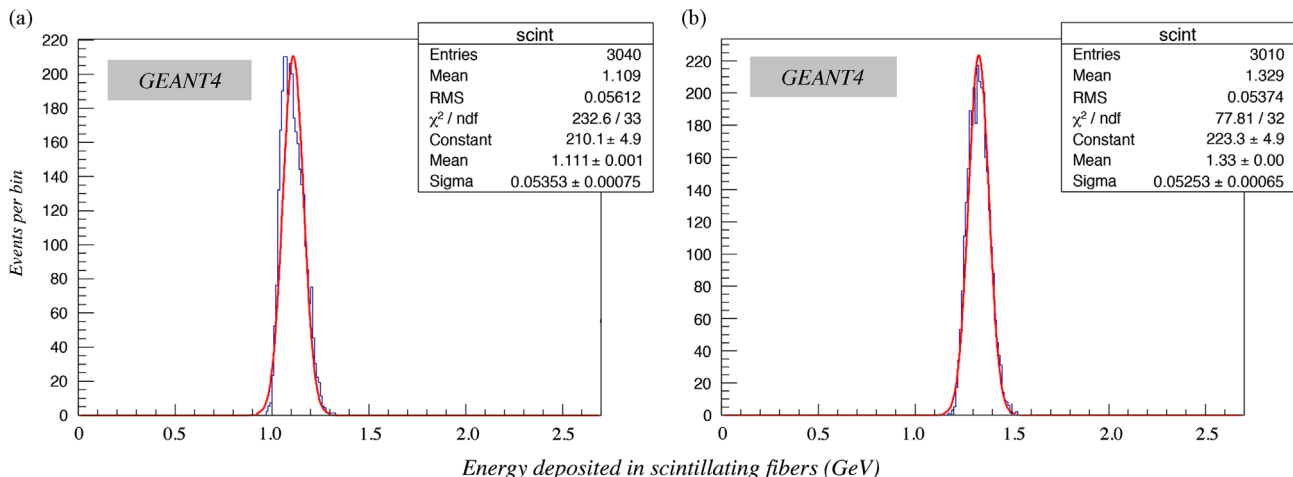 (a)
scint
Entries 3040
Mean 1.109
RMS 0.05612
χ² / ndf 232.6 / 33
Constant 210.1 ± 4.9
Mean 1.111 ± 0.001
Sigma 0.05353 ± 0.00075
GEANT4
Events per bin
220
200
180
160
140
120
100
80
60
40
20
0
0 0.5 1.0 1.5 2.0 2.5
(b)
scint
Entries 3010
Mean 1.329
RMS 0.05374
χ² / ndf 77.81 / 32
Constant 223.3 ± 4.9
Mean 1.33 ± 0.00
Sigma 0.05253 ± 0.00065
GEANT4
220
200
180
160
140
120
100
80
60
40
20
0
0 0.5 1.0 1.5 2.0 2.5
Energy deposited in scintillating fibers (GeV)